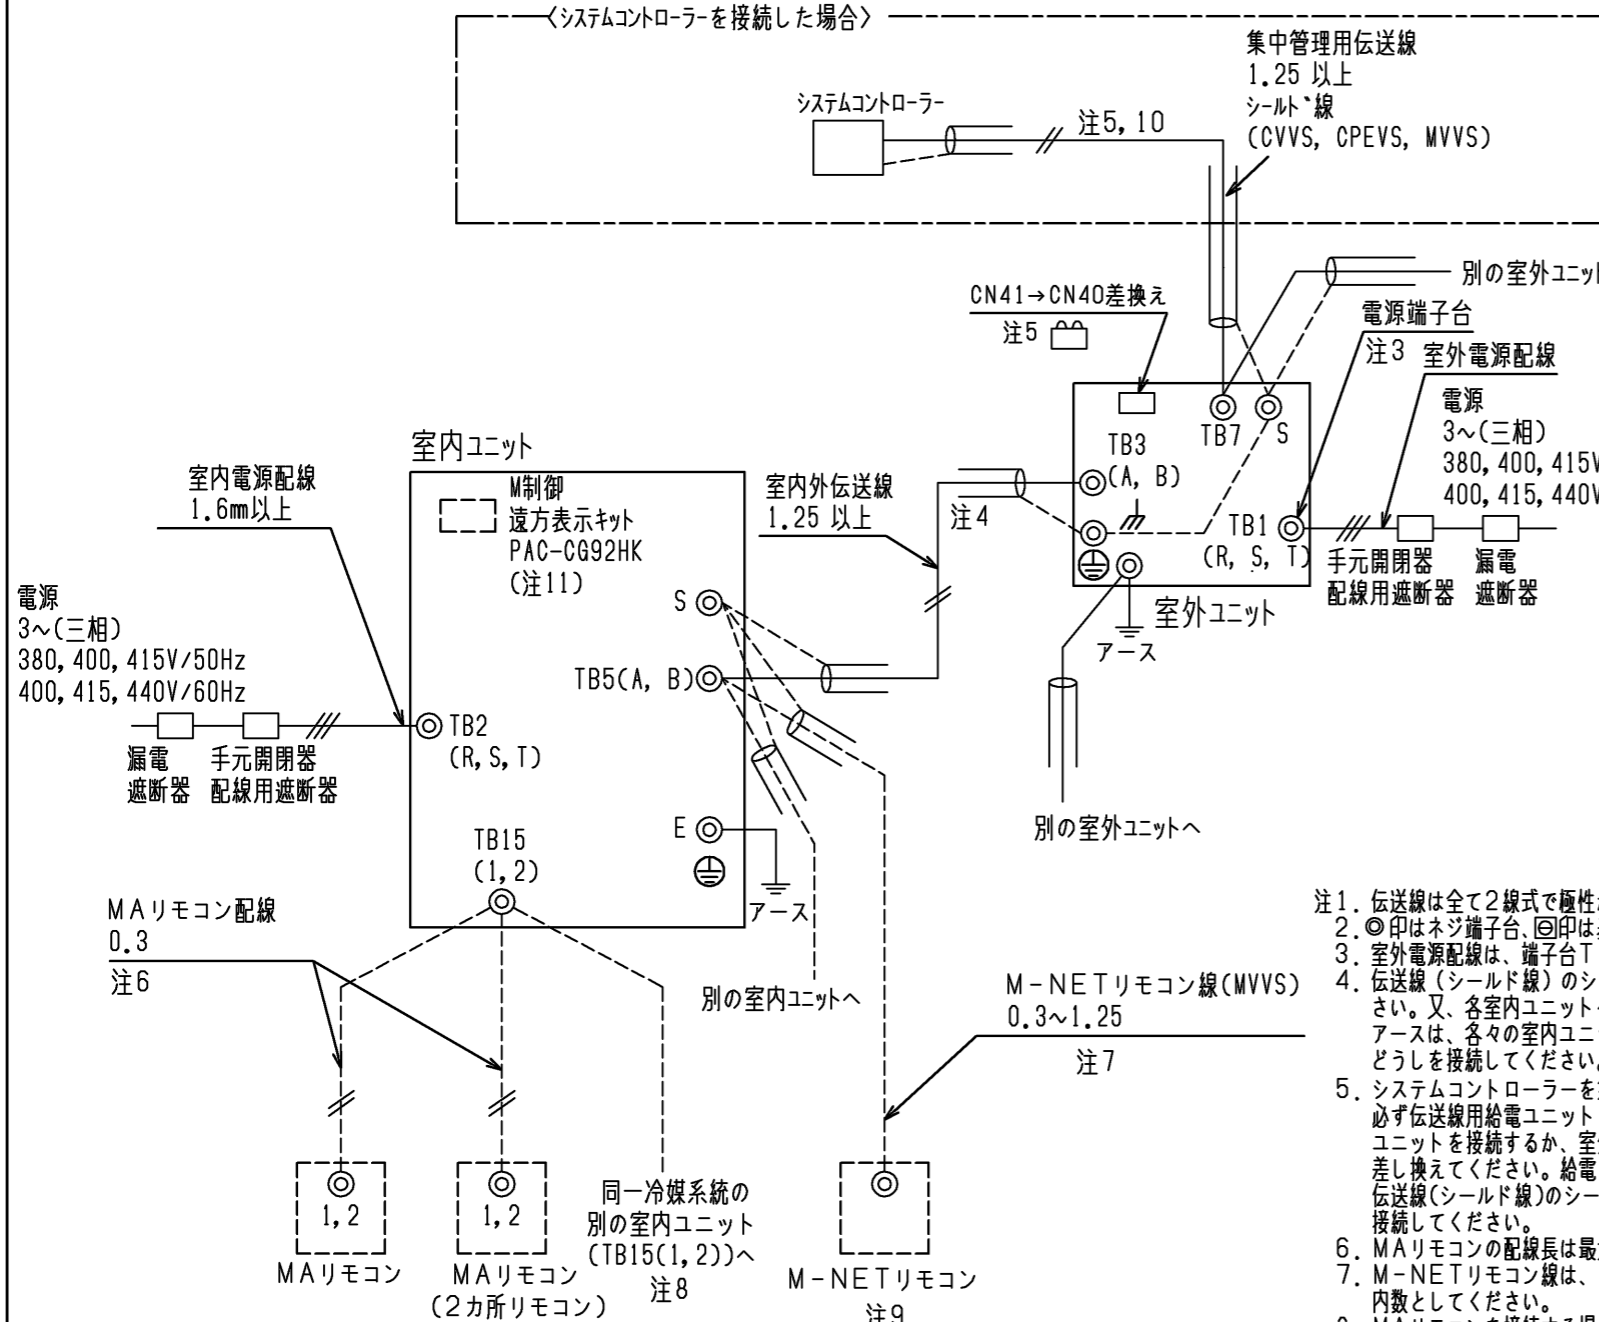 〈システムコントローラーを接続した場合〉
集中管理用伝送線
1.25 以上
シールド線
(CVVS, CPEVS, MVVS)
システムコントローラー
注5, 10
別の室外ユニット
CN41→CN40差換え
注5
電源端子台
注3
室外電源配線
電源
3~(三相)
380, 400, 415V
400, 415, 440V
TB7
S
TB3
(A, B)
TB1
(R, S, T)
手元開閉器
配線用遮断器
漏電
遮断器
室外ユニット
アース
別の室外ユニットへ
室内ユニット
M制御
遠方表示キット
PAC-CG92HK
(注11)
室内電源配線
1.6mm以上
室内外伝送線
1.25 以上
注4
電源
3~(三相)
380, 400, 415V/50Hz
400, 415, 440V/60Hz
漏電
遮断器
手元開閉器
配線用遮断器
S
TB5(A, B)
TB2
(R, S, T)
E
TB15
(1, 2)
アース
MAリモコン配線
0.3
注6
別の室内ユニットへ
M-NETリモコン線(MVVS)
0.3~1.25
注7
1, 2
MAリモコン
1, 2
MAリモコン
(2カ所リモコン)
同一冷媒系統の
別の室内ユニット
(TB15(1, 2))へ
注8
M-NETリモコン
注9
注1. 伝送線は全て2線式で極性
2. ◎印はネジ端子台、印は
3. 室外電源配線は、端子台T
4. 伝送線(シールド線)のシ
さい。又、各室内ユニット
アースは、各々の室内ユニ
どうしを接続してください。
5. システムコントローラーを
必ず伝送線用給電ユニット
ユニットを接続するか、室
差し換えてください。給電
伝送線(シールド線)のシー
接続してください。
6. MAリモコンの配線長は最
7. M-NETリモコン線は、
内数としてください。